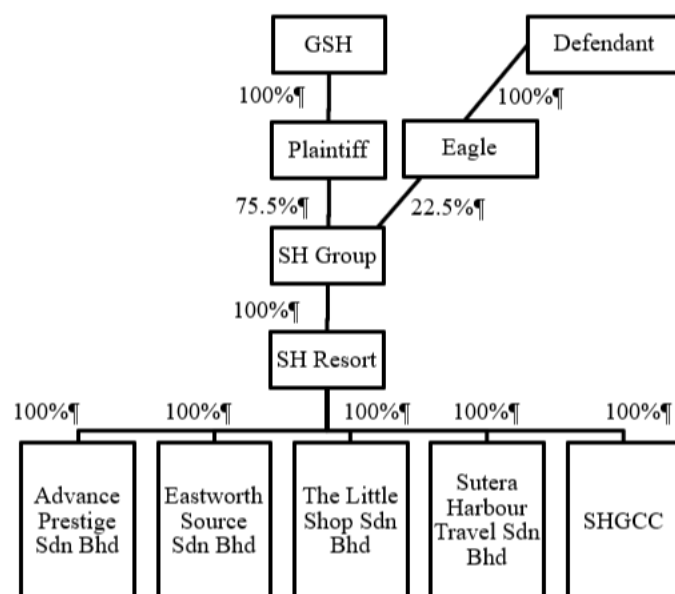 GSH
Defendant
100%¶
100%¶
Plaintiff
Eagle
75.5%¶
22.5%¶
SH Group
100%¶
SH Resort
100%¶
100%¶
100%¶
100%¶
100%¶
Advance
Prestige
Sdn Bhd
Eastworth
Source
Sdn Bhd
The Little
Shop Sdn
Bhd
Sutera
Harbour
Travel Sdn
Bhd
SHGCC